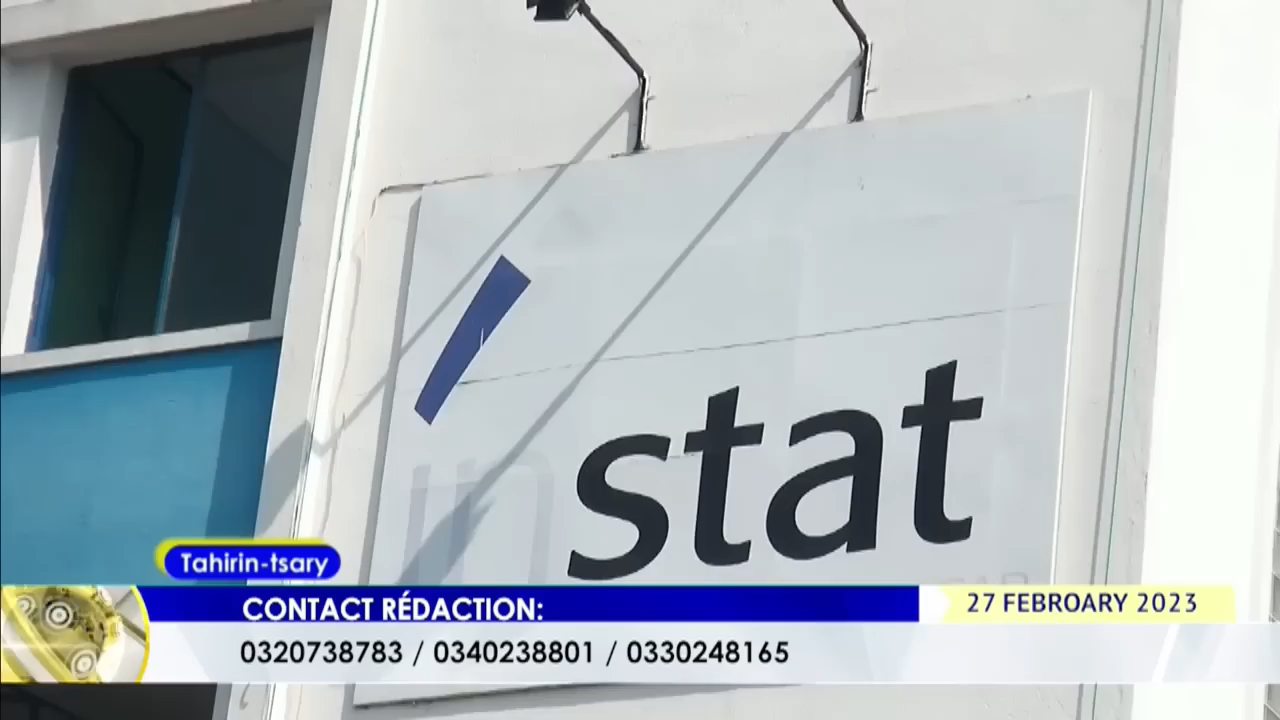 stat
Tahirin-tsary
CONTACT RÉDACTION:
27 FEBROARY 2023
0320738783 / 0340238801 / 0330248165